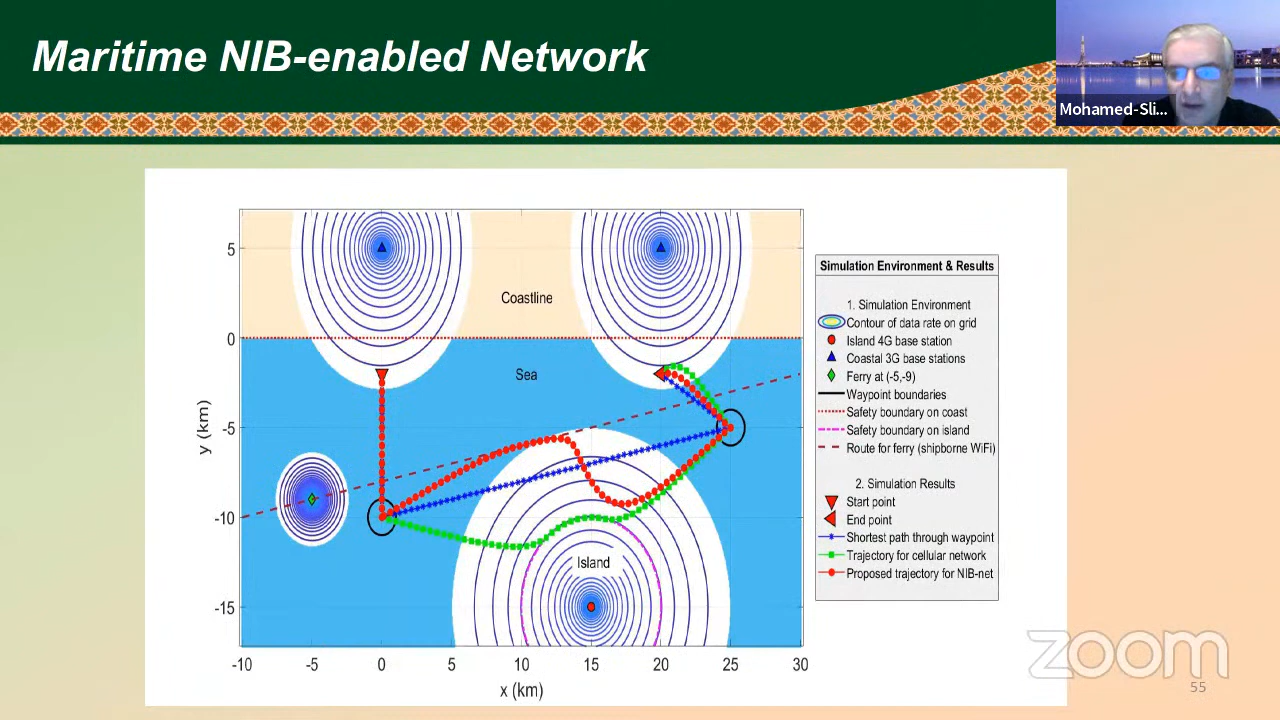 Maritime NIB-enabled Network
Mohamed-Sli...
5
0
-5
-10
-15
y (km)
-10 -5 0 5 10 15 20 25 30
x (km)
Coastline
Sea
Island
Simulation Environment & Results
1. Simulation Environment
Contour of data rate on grid
Island 4G base station
Coastal 3G base stations
Ferry at (-5,-9)
Waypoint boundaries
Safety boundary on coast
Safety boundary on island
Route for ferry (shipborne WiFi)
2. Simulation Results
Start point
End point
Shortest path through waypoint
Trajectory for cellular network
Proposed trajectory for NIB-net
zoom
55